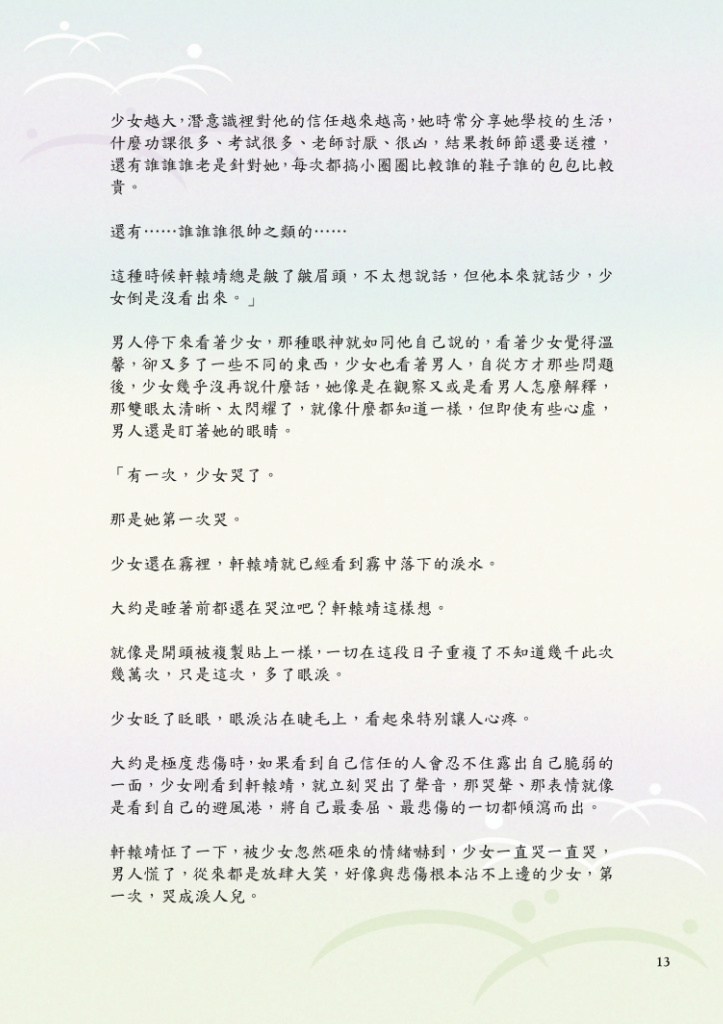 少女越大，潛意識裡對他的信任越來越高，她時常分享她學校的生活，
什麼功課很多、考試很多、老師討厭、很凶，結果教師節還要送禮，
還有誰誰誰老是針對她，每次都搞小圈圈比較誰的鞋子誰的包包比較
貴。
還有……誰誰誰很帥之類的……
這種時候軒轅靖總是皺了皺眉頭，不太想說話，但他本來就話少，少
女倒是沒看出來。」
男人停下來看著少女，那種眼神就如同他自己說的，看著少女覺得溫
馨，卻又多了一些不同的東西，少女也看著男人，自從方才那些問題
後，少女幾乎沒再說什麼話，她像是在觀察又或是看男人怎麼解釋，
那雙眼太清晰、太閃耀了，就像什麼都知道一樣，但即使有些心虛，
男人還是盯著她的眼睛。
「有一次，少女哭了。
那是她第一次哭。
少女還在霧裡，軒轅靖就已經看到霧中落下的淚水。
大約是睡著前都還在哭泣吧？軒轅靖這樣想。
就像是開頭被複製貼上一樣，一切在這段日子重複了不知道幾千此次
幾萬次，只是這次，多了眼淚。
少女眨了眨眼，眼淚沾在睫毛上，看起來特別讓人心疼。
大約是極度悲傷時，如果看到自己信任的人會忍不住露出自己脆弱的
一面，少女剛看到軒轅靖，就立刻哭出了聲音，那哭聲、那表情就像
是看到自己的避風港，將自己最委屈、最悲傷的一切都傾瀉而出。
軒轅靖怔了一下，被少女忽然砸來的情緒嚇到，少女一直哭一直哭，
男人慌了，從來都是放肆大笑，好像與悲傷根本沾不上邊的少女，第
一次，哭成淚人兒。
13